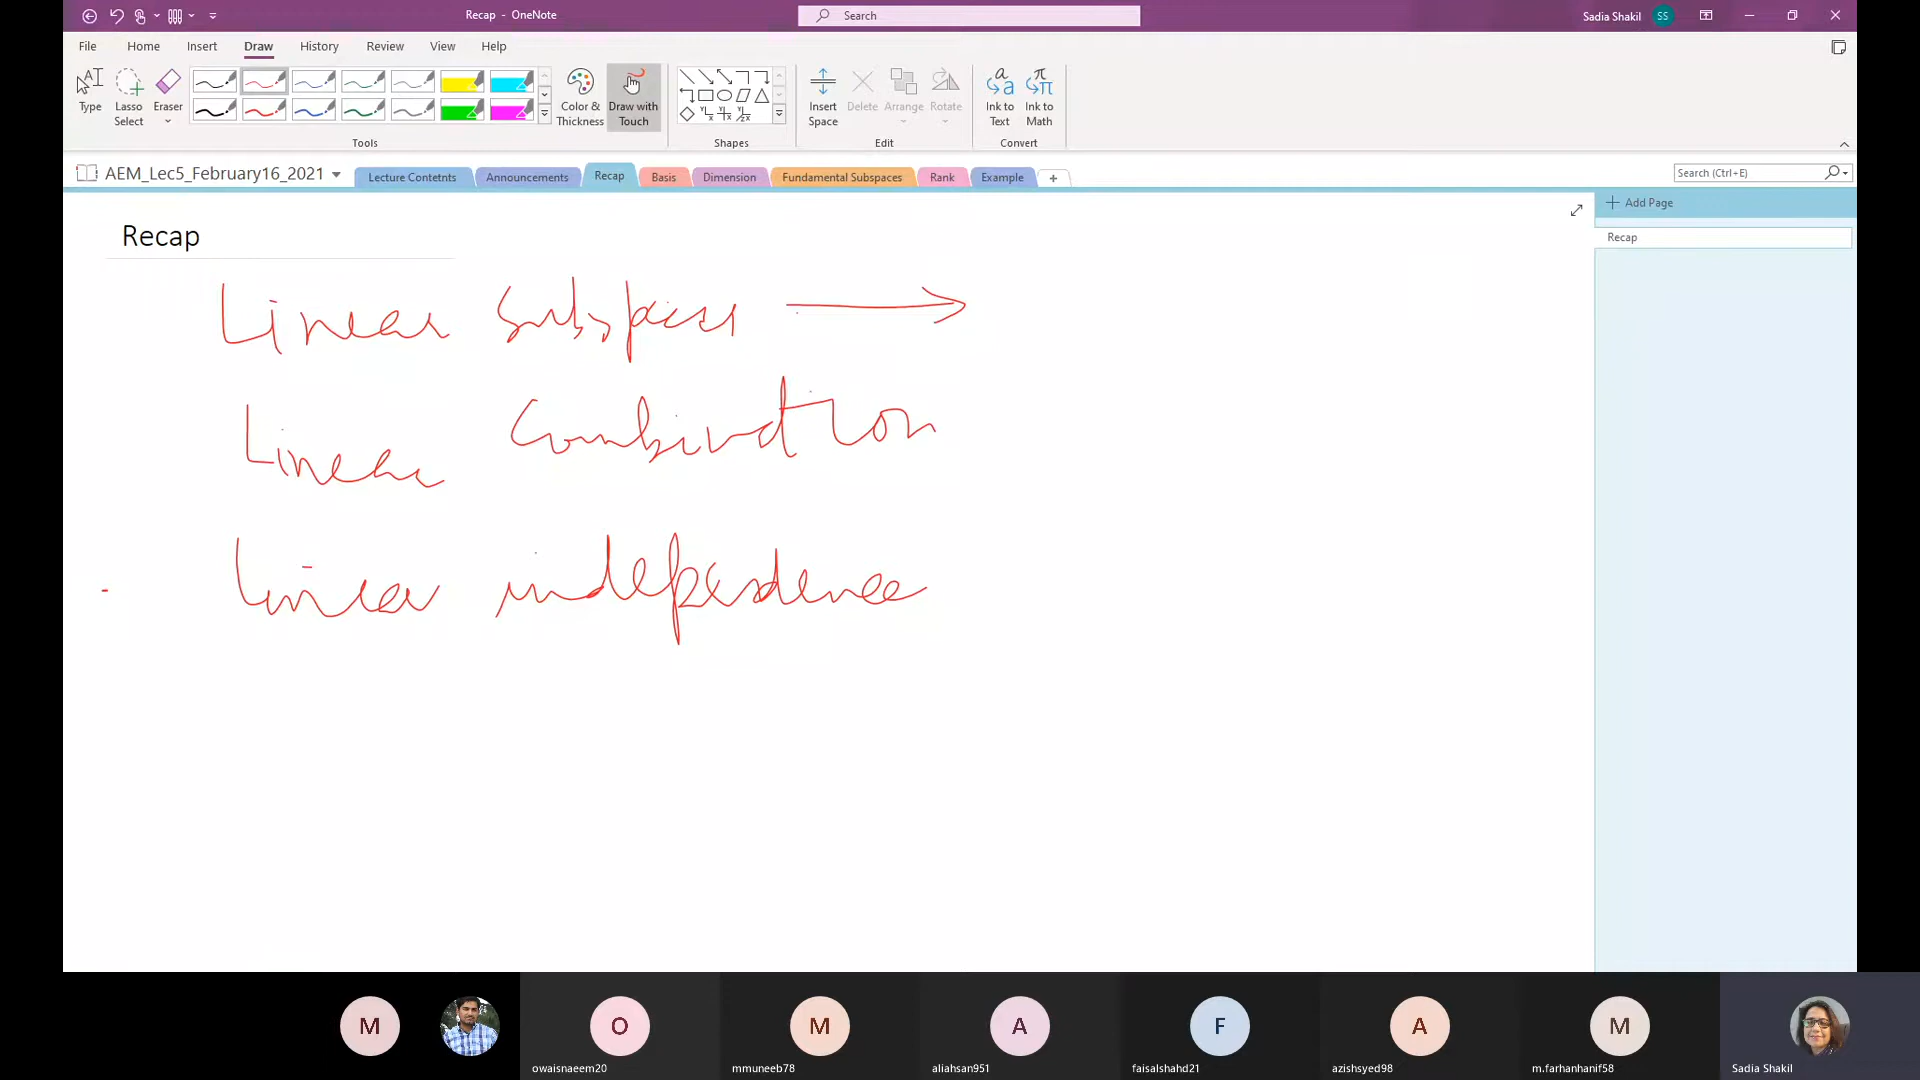 Recap - OneNote
Search
Sadia Shakil SS
File Home Insert Draw History Review View Help
Type
Lasso Select
Eraser
Color & Thickness
Draw with Touch
Insert Space
Delete
Arrange
Rotate
Ink to Text
Ink to Math
Tools Shapes Edit Convert
AEM_Lec5_February16_2021
Lecture Contetnts Announcements Recap Basis Dimension Fundamental Subspaces Rank Example +
Search (Ctrl+E)
Add Page
Recap
Recap
Linear Subspaces →
Linear Combination
Linear independence
M O M A F A M
owaisnaeem20 mmuneeb78 aliahsan951 faisalshahd21 azishsyed98 m.farhanhanif58 Sadia Shakil